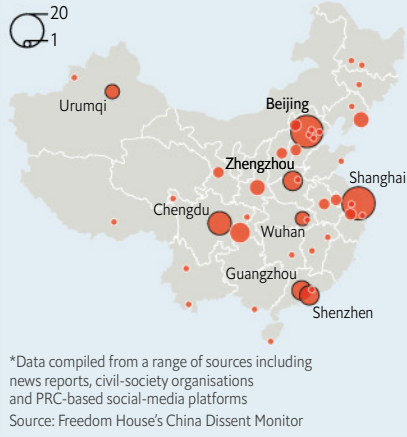 20
1
Urumqi
Beijing
Zhengzhou
Shanghai
Chengdu
Wuhan
Guangzhou
Shenzhen
*Data compiled from a range of sources including
news reports, civil-society organisations
and PRC-based social-media platforms
Source: Freedom House's China Dissent Monitor